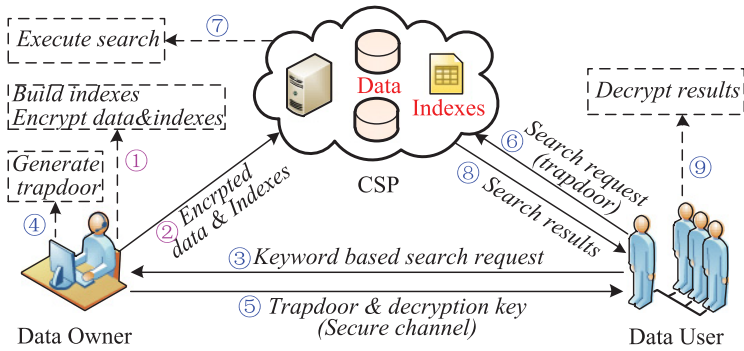 ⑦
Execute search
Build indexes
Encrypt data&indexes
①
Generate
trapdoor
④
Data
Indexes
CSP
Decrypt results
⑨
⑥ Search request
(trapdoor)
⑧ Search results
② Encrpted
data & Indexes
③ Keyword based search request
⑤ Trapdoor & decryption key
(Secure channel)
Data Owner
Data User